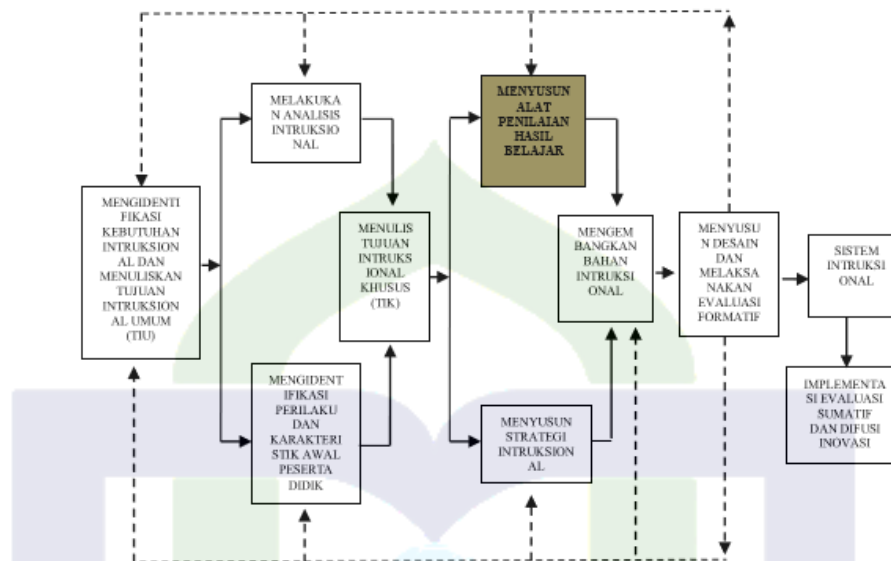 MENGIDENTI
FIKASI
KEBUTUHAN
INTRUKSION
AL DAN
MENULISKAN
TUJUAN
INTRUKSION
AL UMUM
(TIU)
MELAKUKA
N ANALISIS
INTRUKSIO
NAL
MENGIDENT
IFIKASI
PERILAKU
DAN
KARAKTERI
STIK AWAL
PESERTA
DIDIK
MENULIS
TUJUAN
INTRUKS
IONAL
KHUSUS
(TIK)
MENYUSUN
ALAT
PENILAIAN
HASIL
BELAJAR
MENYUSUN
STRATEGI
INTRUKSION
AL
MENGEM
BANGKAN
BAHAN
INTRUKSI
ONAL
MENYUSU
N DESAIN
DAN
MELAKSA
NAKAN
EVALUASI
FORMATIF
SISTEM
INTRUKSI
ONAL
IMPLEMENTA
SI EVALUASI
SUMATIF
DAN DIFUSI
INOVASI